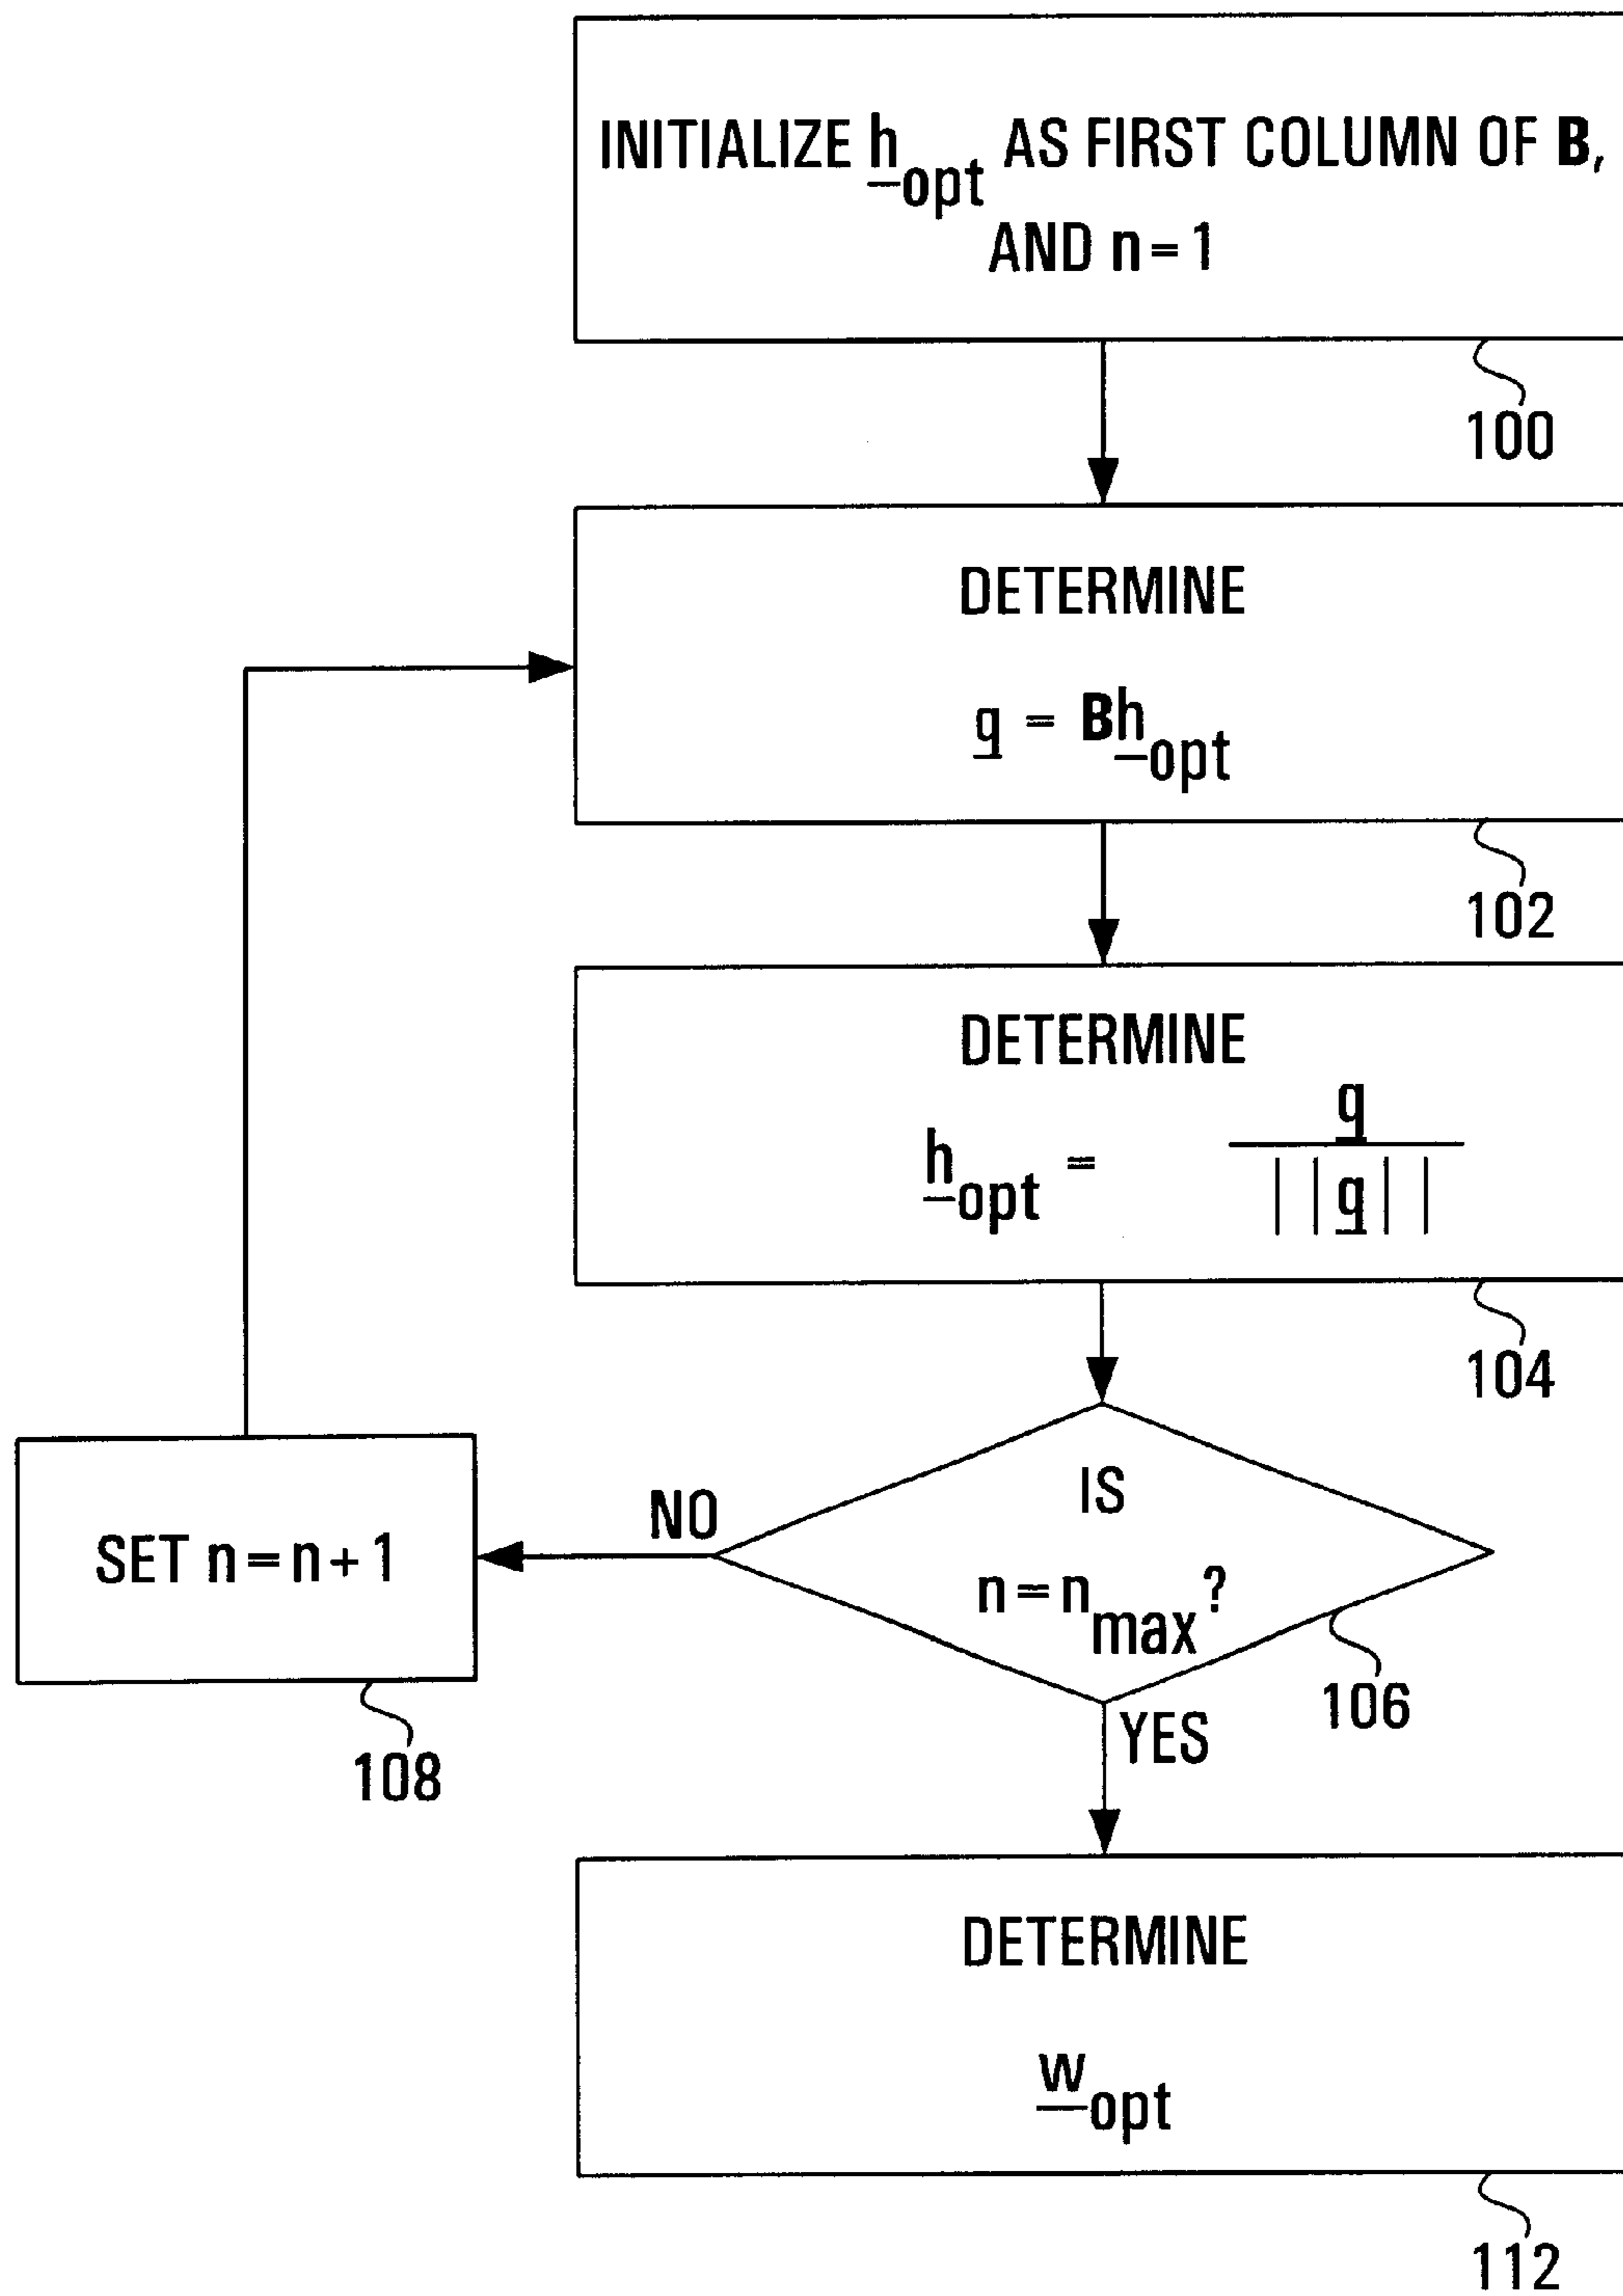 INITIALIZE h_opt AS FIRST COLUMN OF B,
AND n = 1
100
DETERMINE
q = Bh_opt
102
DETERMINE
h_opt = q / ||q||
104
IS
n = n_max ?
NO
SET n = n + 1
106
YES
108
DETERMINE
w_opt
112